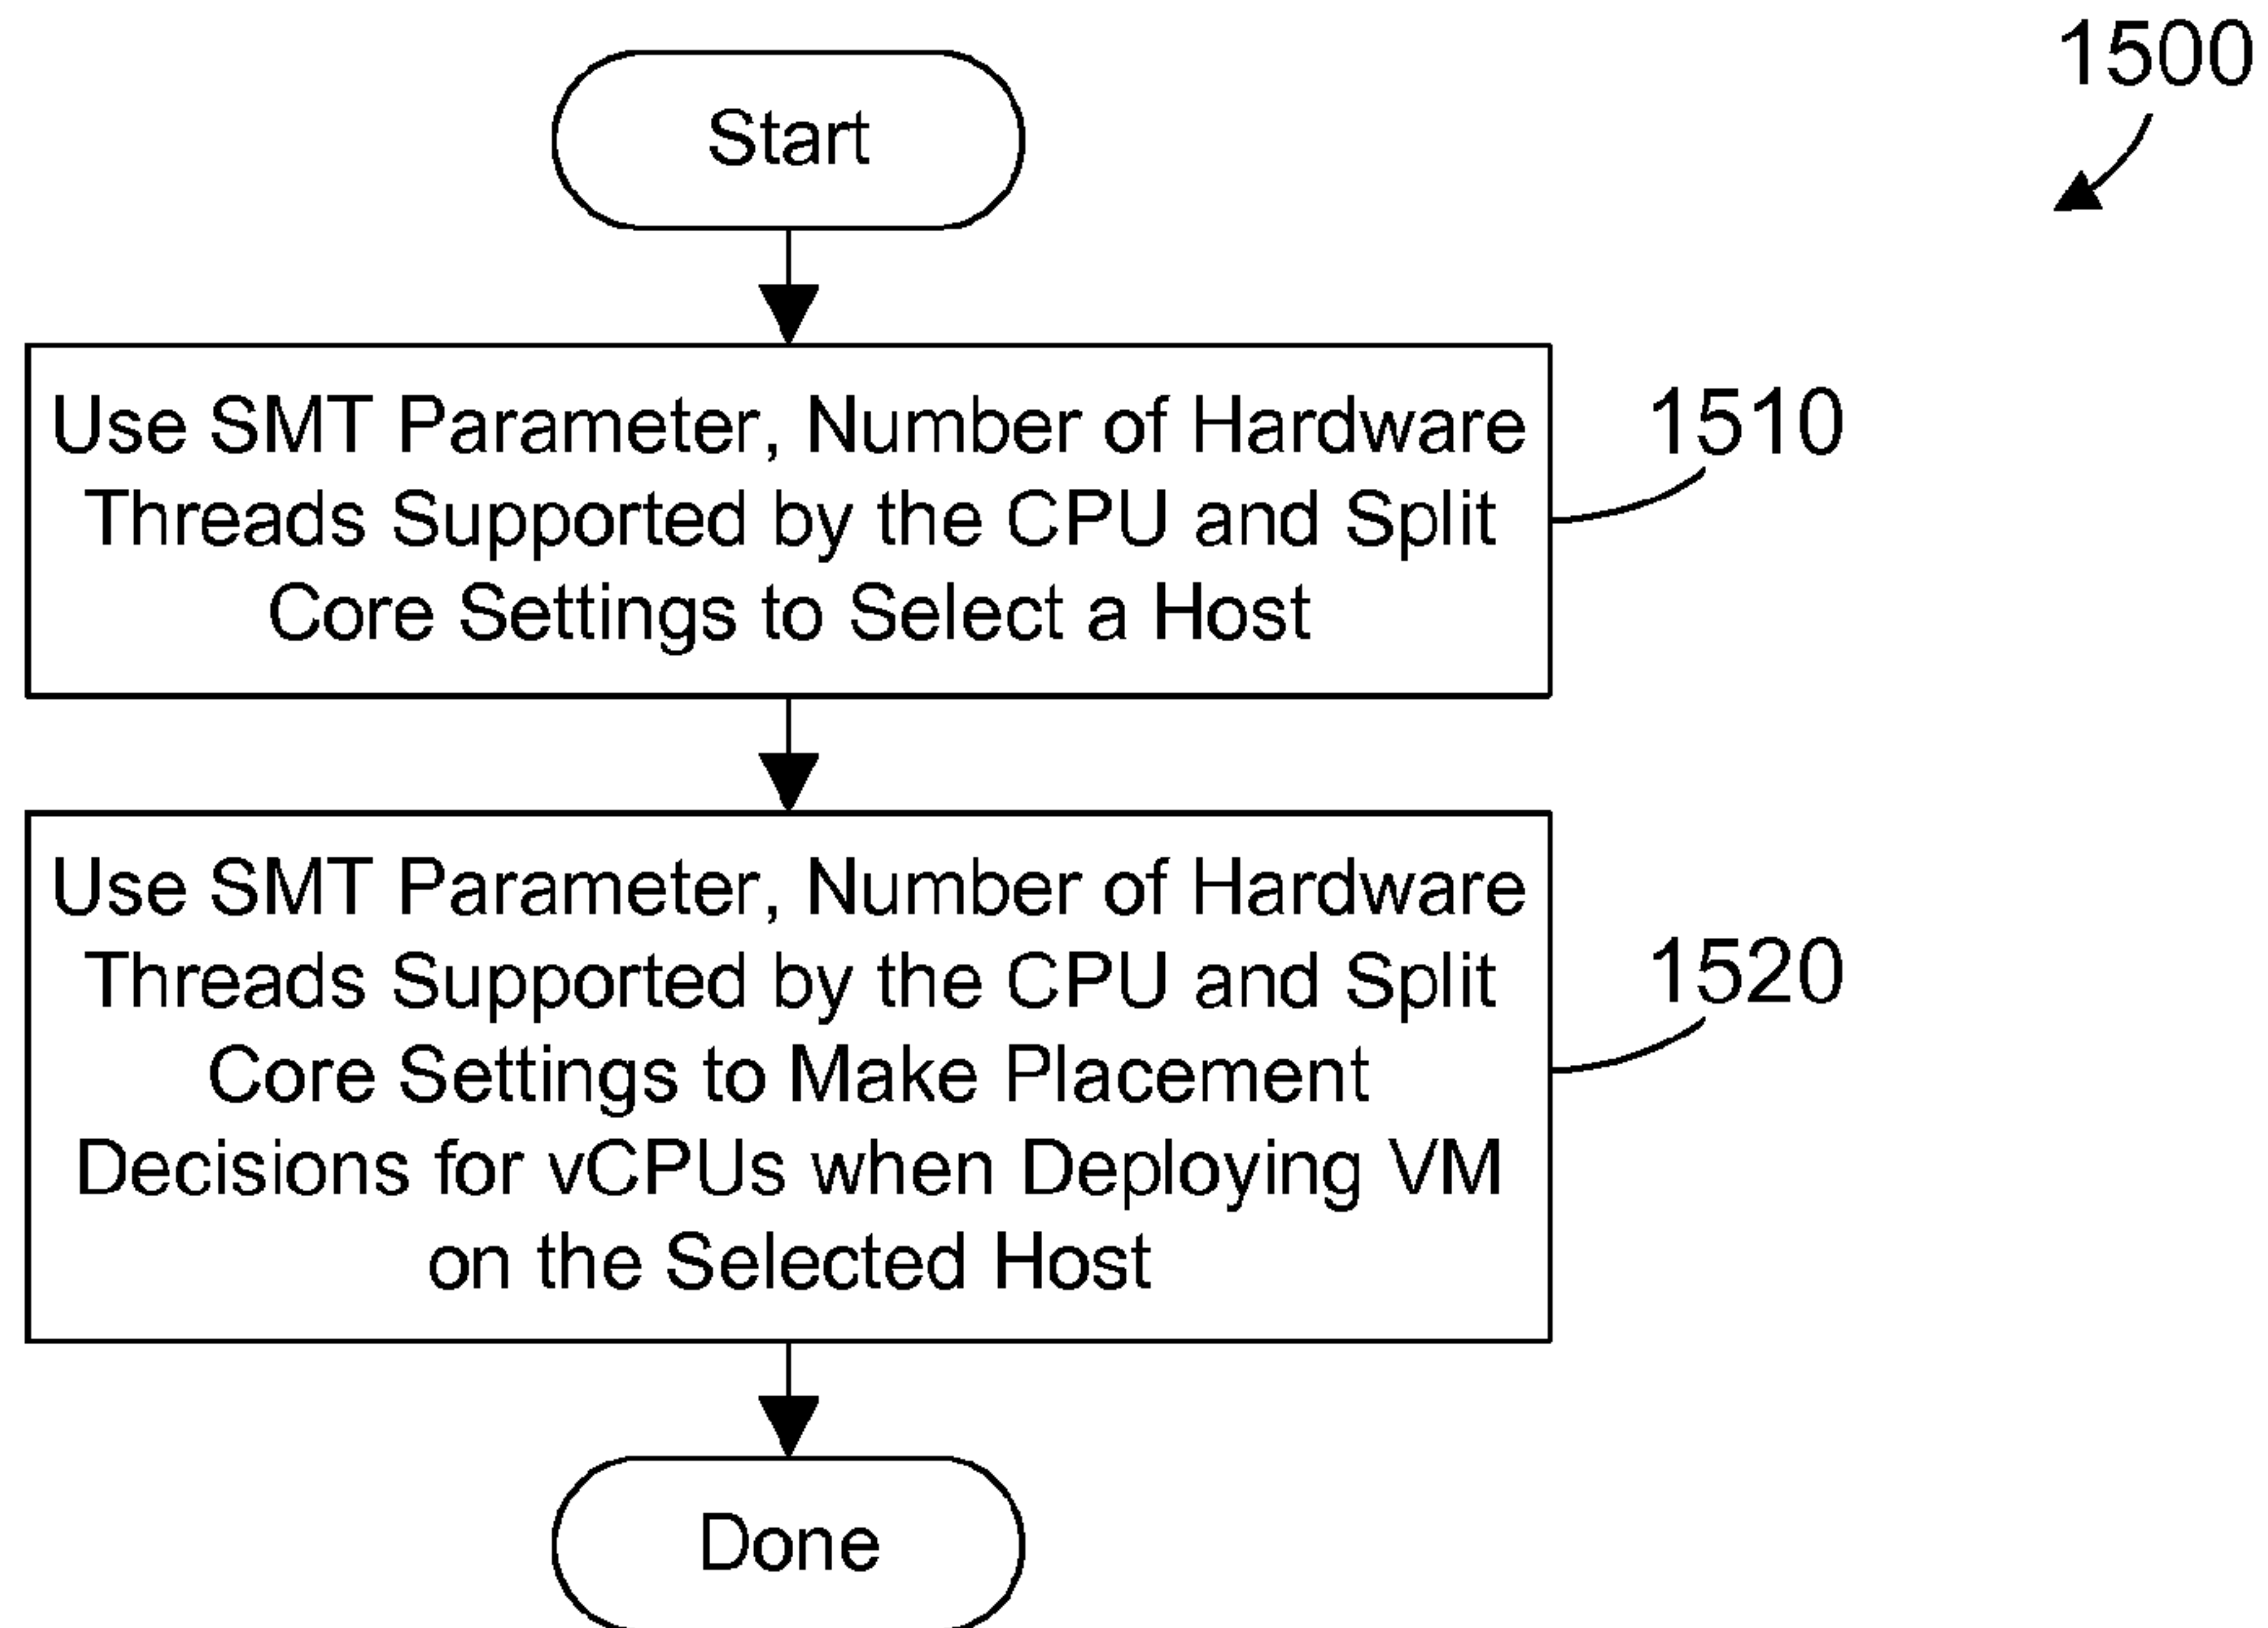 1500
Start
Use SMT Parameter, Number of Hardware
Threads Supported by the CPU and Split
Core Settings to Select a Host
1510
Use SMT Parameter, Number of Hardware
Threads Supported by the CPU and Split
Core Settings to Make Placement
Decisions for vCPUs when Deploying VM
on the Selected Host
1520
Done